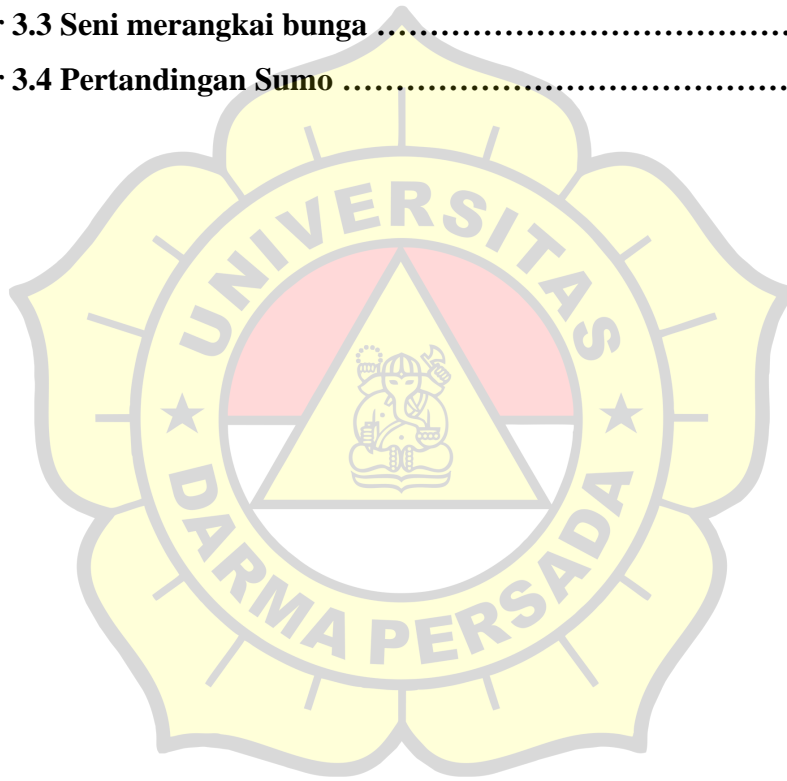 r 3.3 Seni merangkai bunga ……………………………………
r 3.4 Pertandingan Sumo ………………………………………
UNIVERSITAS
DARMA PERSADA